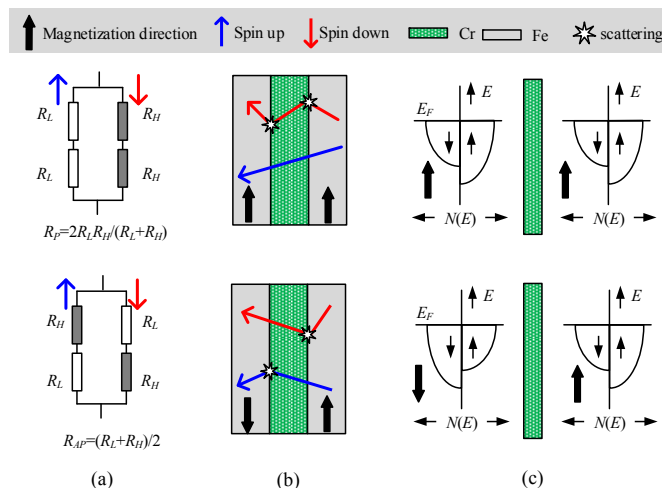 Magnetization direction Spin up Spin down Cr Fe scattering
R_L R_H
R_L R_H
R_P=2R_LR_H/(R_L+R_H)
E_F E E
N(E) N(E)
R_H R_L
R_L R_H
R_AP=(R_L+R_H)/2
E_F E E
N(E) N(E)
(a) (b) (c)